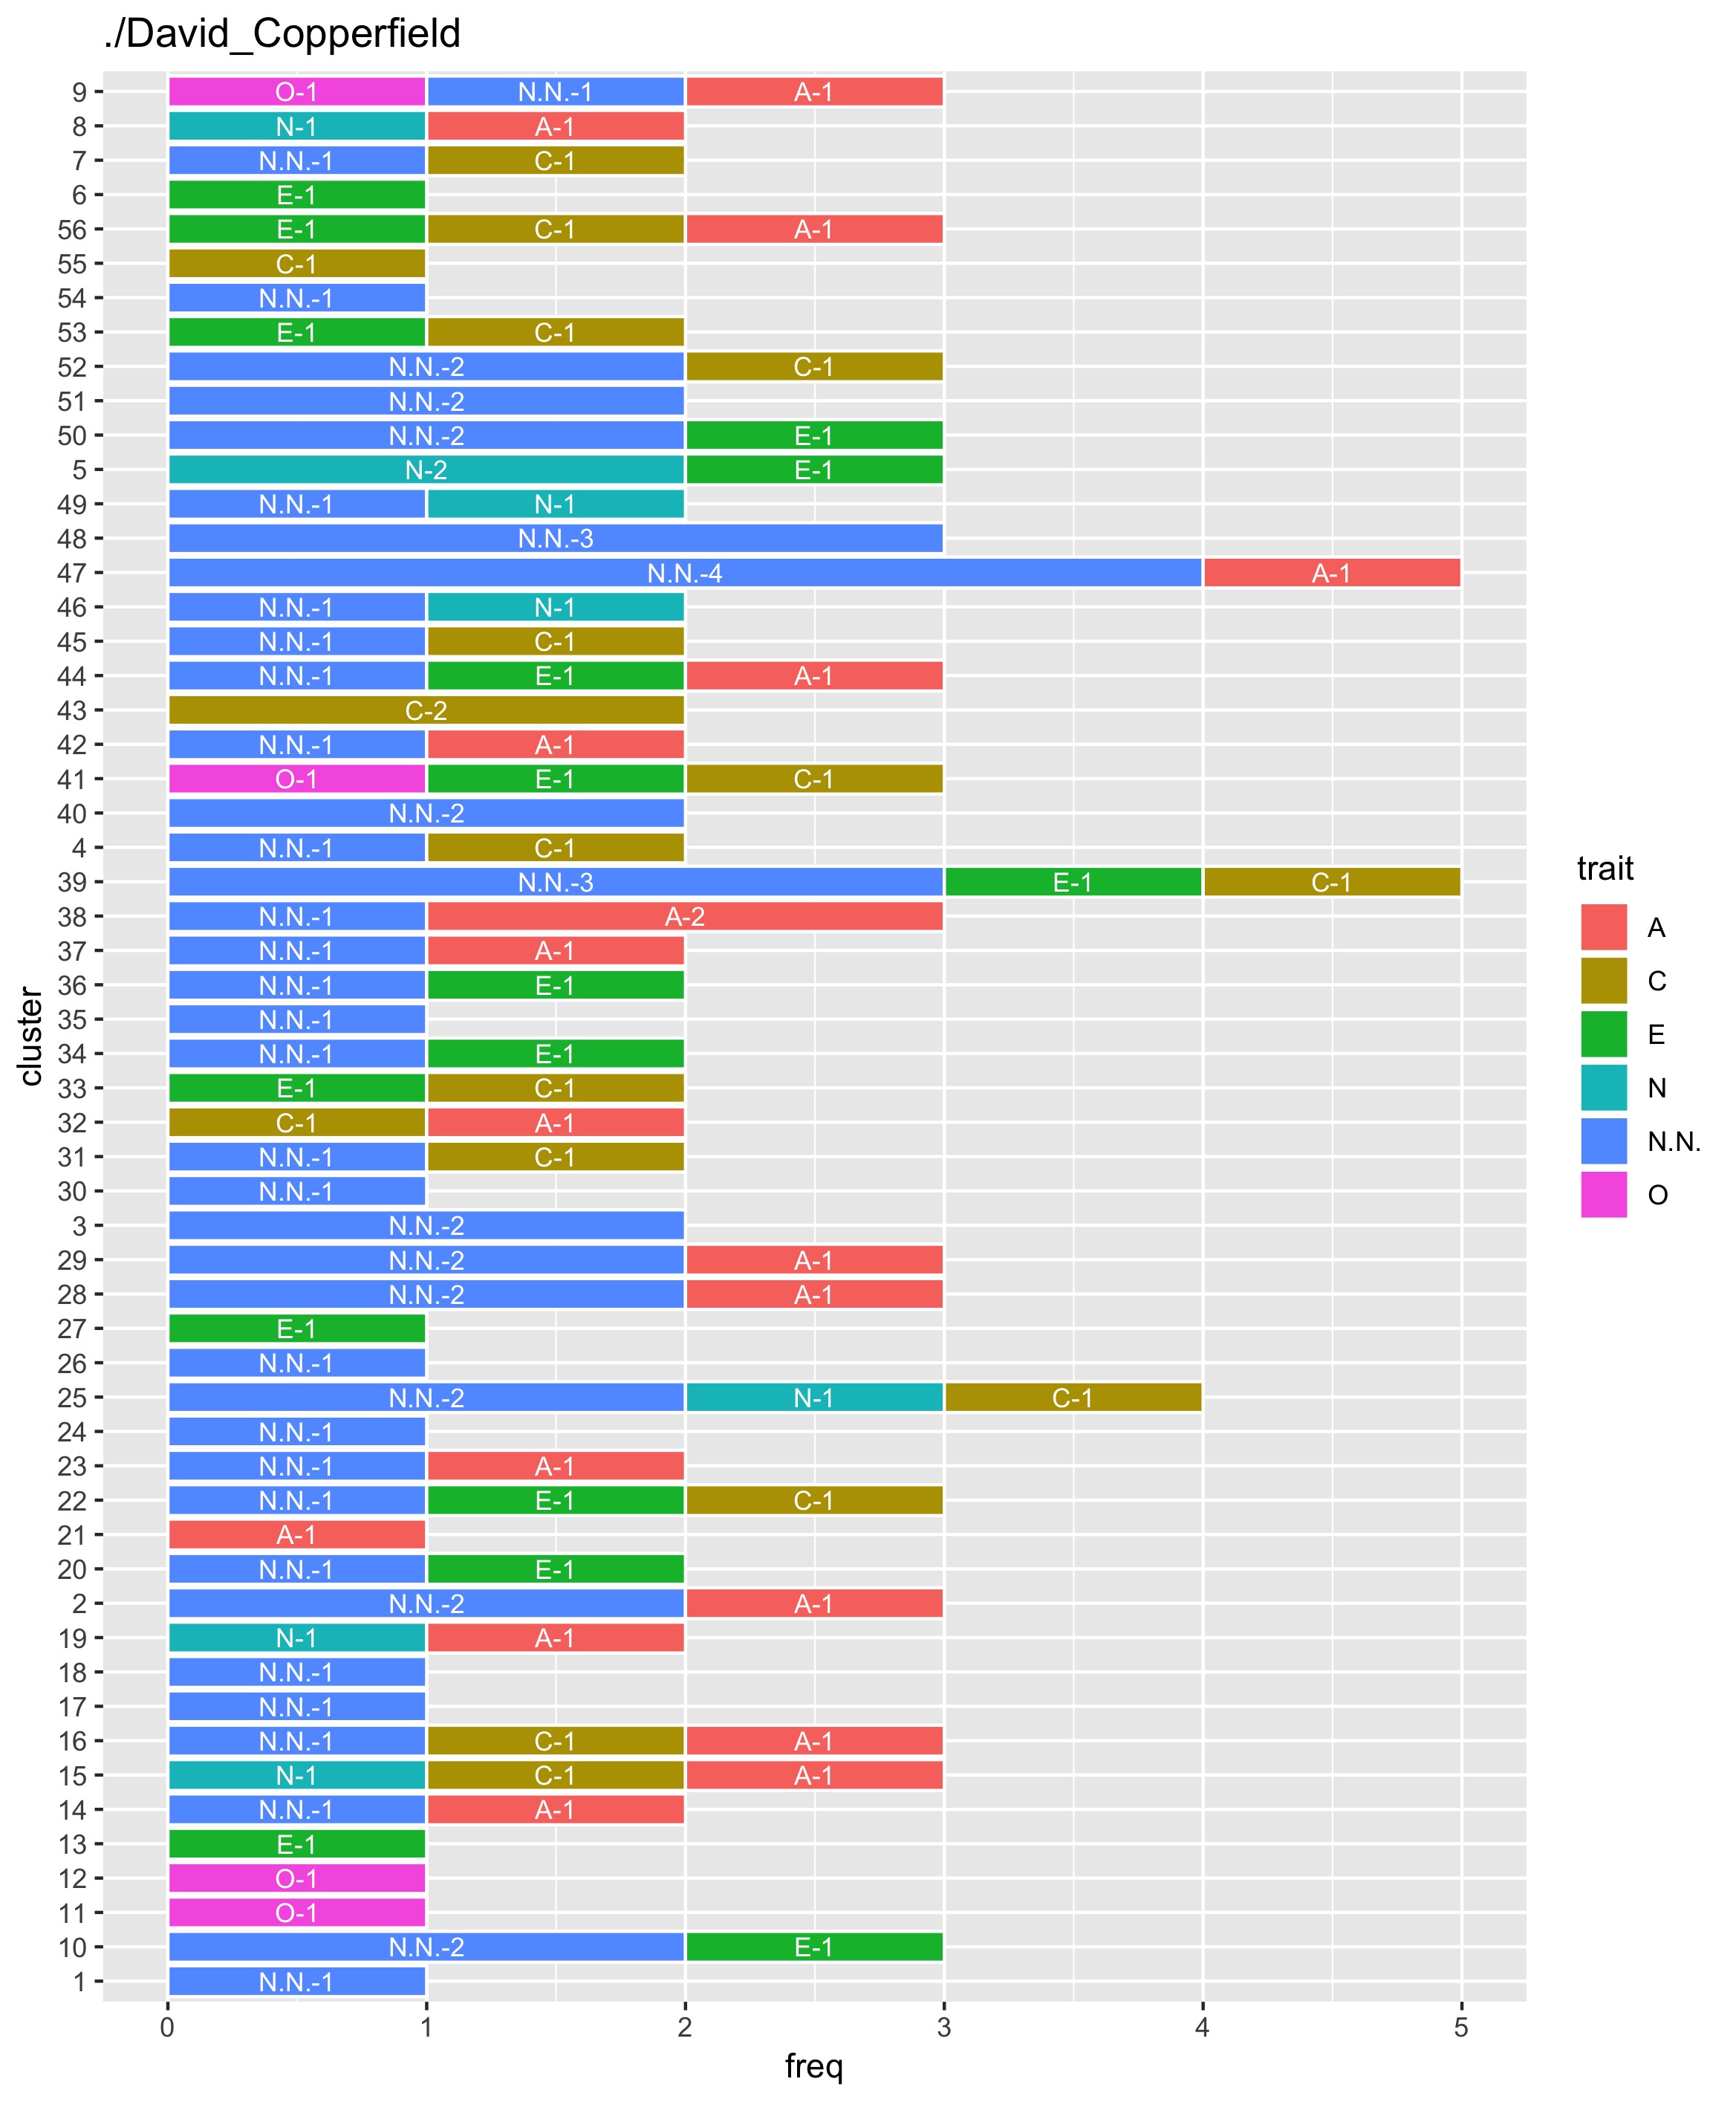 ./David_Copperfield
9 O-1 N.N.-1 A-1
8 N-1 A-1
7 N.N.-1 C-1
6 E-1
56 E-1 C-1 A-1
55 C-1
54 N.N.-1
53 E-1 C-1
52 N.N.-2 C-1
51 N.N.-2
50 N.N.-2 E-1
5 N-2 E-1
49 N.N.-1 N-1
48 N.N.-3
47 N.N.-4 A-1
46 N.N.-1 N-1
45 N.N.-1 C-1
44 N.N.-1 E-1 A-1
43 C-2
42 N.N.-1 A-1
41 O-1 E-1 C-1
40 N.N.-2
4 N.N.-1 C-1
39 N.N.-3 E-1 C-1
38 N.N.-1 A-2
37 N.N.-1 A-1
36 N.N.-1 E-1
35 N.N.-1
34 N.N.-1 E-1
33 E-1 C-1
32 C-1 A-1
31 N.N.-1 C-1
30 N.N.-1
3 N.N.-2
29 N.N.-2 A-1
28 N.N.-2 A-1
27 E-1
26 N.N.-1
25 N.N.-2 N-1 C-1
24 N.N.-1
23 N.N.-1 A-1
22 N.N.-1 E-1 C-1
21 A-1
20 N.N.-1 E-1
2 N.N.-2 A-1
19 N-1 A-1
18 N.N.-1
17 N.N.-1
16 N.N.-1 C-1 A-1
15 N-1 C-1 A-1
14 N.N.-1 A-1
13 E-1
12 O-1
11 O-1
10 N.N.-2 E-1
1 N.N.-1
0 1 2 3 4 5
freq
cluster
trait
A
C
E
N
N.N.
O